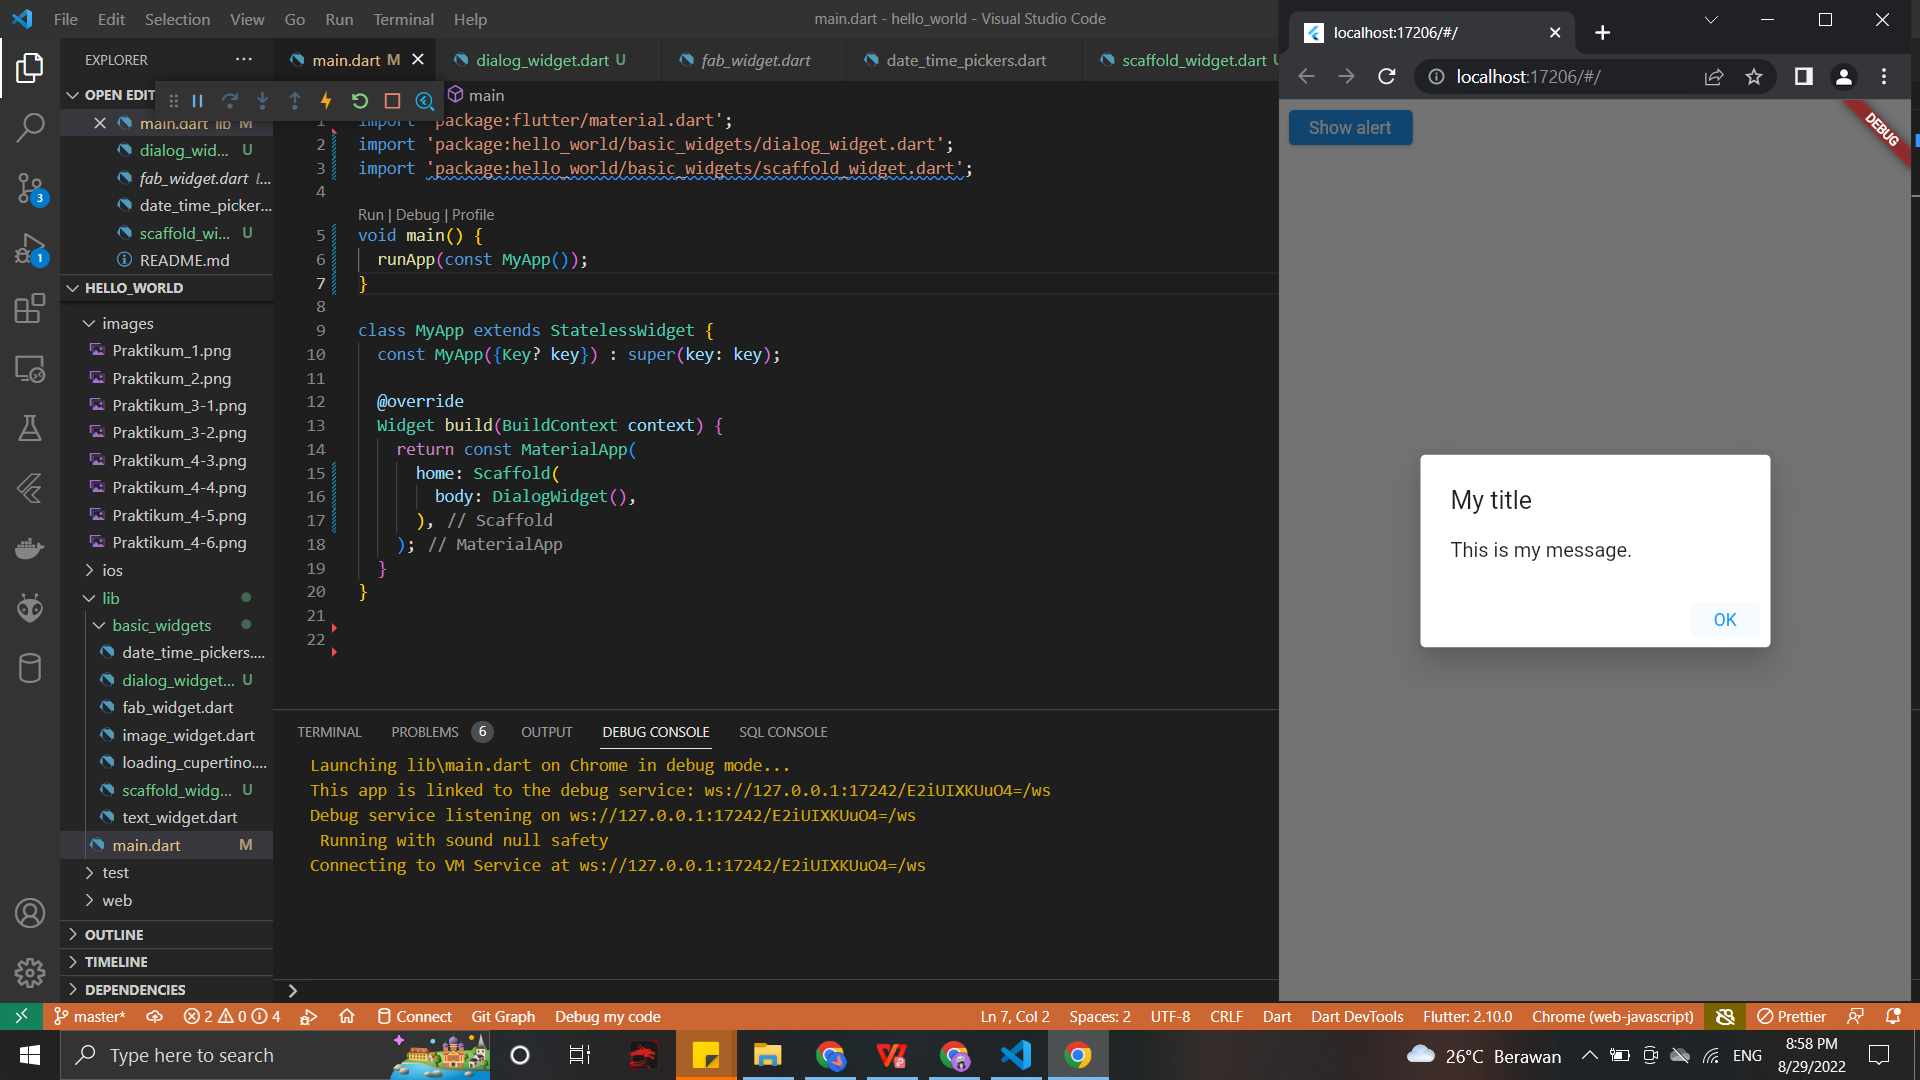 File Edit Selection View Go Run Terminal Help
main.dart - hello_world - Visual Studio Code
EXPLORER
OPEN EDIT
main.dart lib M
dialog_wid... U
fab_widget.dart l...
date_time_picker...
scaffold_wi... U
README.md
HELLO_WORLD
images
Praktikum_1.png
Praktikum_2.png
Praktikum_3-1.png
Praktikum_3-2.png
Praktikum_4-3.png
Praktikum_4-4.png
Praktikum_4-5.png
Praktikum_4-6.png
ios
lib
basic_widgets
date_time_pickers....
dialog_widget... U
fab_widget.dart
image_widget.dart
loading_cupertino....
scaffold_widg... U
text_widget.dart
main.dart M
test
web
OUTLINE
TIMELINE
DEPENDENCIES
3
1
main.dart M
dialog_widget.dart U
fab_widget.dart
date_time_pickers.dart
scaffold_widget.dart U
main
1 import 'package:flutter/material.dart';
2 import 'package:hello_world/basic_widgets/dialog_widget.dart';
3 import 'package:hello_world/basic_widgets/scaffold_widget.dart';
4
Run | Debug | Profile
5 void main() {
6 runApp(const MyApp());
7 }
8
9 class MyApp extends StatelessWidget {
10 const MyApp({Key? key}) : super(key: key);
11
12 @override
13 Widget build(BuildContext context) {
14 return const MaterialApp(
15 home: Scaffold(
16 body: DialogWidget(),
17 ), // Scaffold
18 ); // MaterialApp
19 }
20 }
21
22
TERMINAL PROBLEMS 6 OUTPUT DEBUG CONSOLE SQL CONSOLE
Launching lib\main.dart on Chrome in debug mode...
This app is linked to the debug service: ws://127.0.0.1:17242/E2iUIXKUuO4=/ws
Debug service listening on ws://127.0.0.1:17242/E2iUIXKUuO4=/ws
Running with sound null safety
Connecting to VM Service at ws://127.0.0.1:17242/E2iUIXKUuO4=/ws
localhost:17206/#/
localhost:17206/#/
Show alert
DEBUG
My title
This is my message.
OK
master* 2 0 4 Connect Git Graph Debug my code
Ln 7, Col 2 Spaces: 2 UTF-8 CRLF Dart Dart DevTools Flutter: 2.10.0 Chrome (web-javascript) Prettier
Type here to search
26°C Berawan
ENG
8:58 PM
8/29/2022